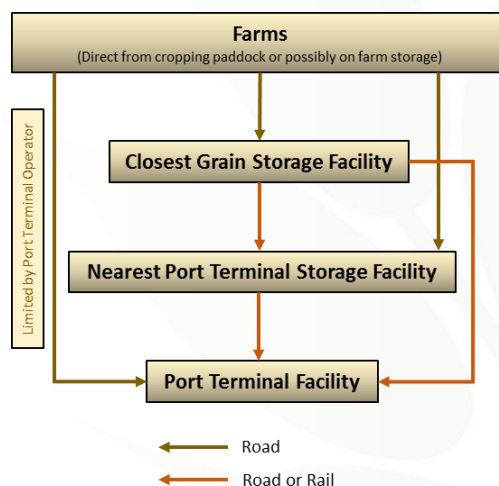 Farms
(Direct from cropping paddock or possibly on farm storage)
Limited by Port Terminal Operator
Closest Grain Storage Facility
Nearest Port Terminal Storage Facility
Port Terminal Facility
Road
Road or Rail